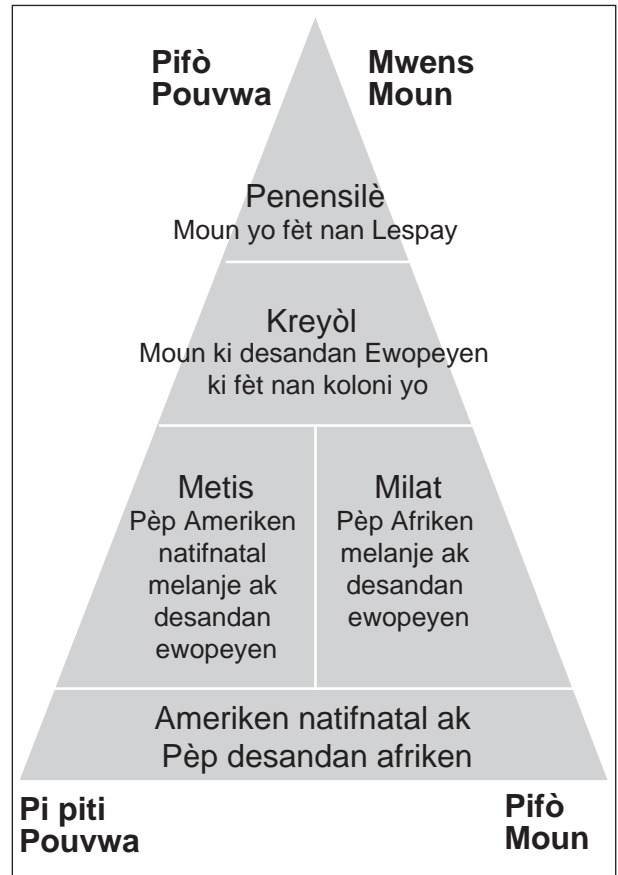 Pifò
Pouvwa
Mwens
Moun
Penensilè
Moun yo fèt nan Lespay
Kreyòl
Moun ki desandan Ewopeyen
ki fèt nan koloni yo
Metis
Pèp Ameriken
natifnatal
melanje ak
desandan
ewopeyen
Milat
Pèp Afriken
melanje ak
desandan
ewopeyen
Ameriken natifnatal ak
Pèp desandan afriken
Pi piti
Pouvwa
Pifò
Moun